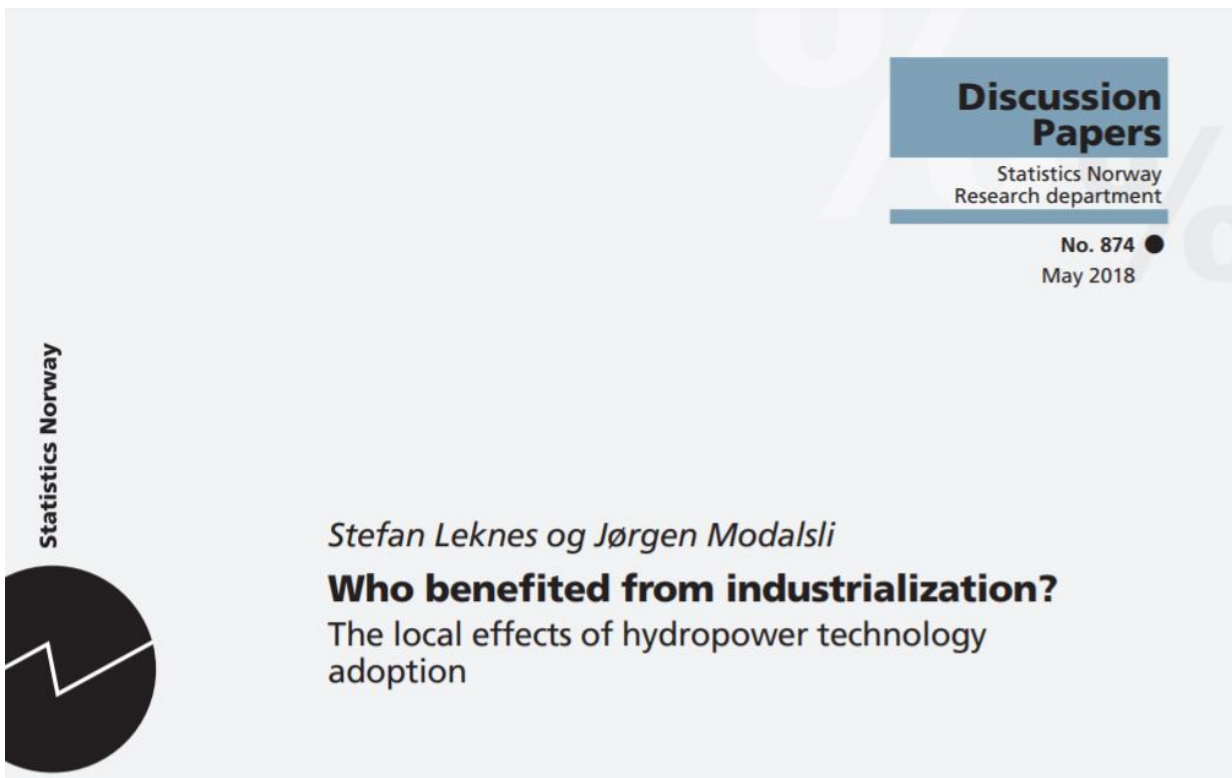 Discussion
Papers
Statistics Norway
Research department
No. 874
May 2018
Statistics Norway
Stefan Leknes og Jørgen Modalsli
Who benefited from industrialization?
The local effects of hydropower technology
adoption